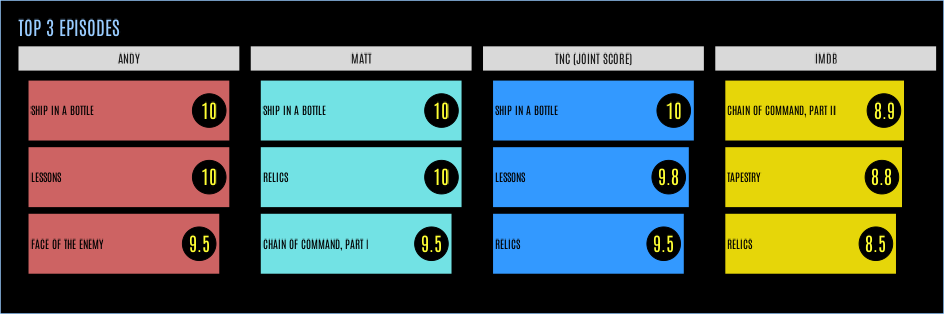 TOP 3 EPISODES
ANDY
SHIP IN A BOTTLE 10
LESSONS 10
FACE OF THE ENEMY 9.5
MATT
SHIP IN A BOTTLE 10
RELICS 10
CHAIN OF COMMAND, PART I 9.5
TNC (JOINT SCORE)
SHIP IN A BOTTLE 10
LESSONS 9.8
RELICS 9.5
IMDB
CHAIN OF COMMAND, PART II 8.9
TAPESTRY 8.8
RELICS 8.5